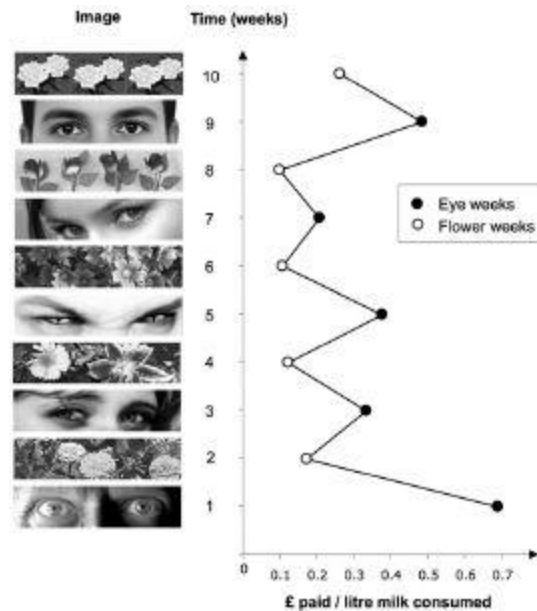 Image Time (weeks)
10
9
8
7
6
5
4
3
2
1
Eye weeks
Flower weeks
0 0.1 0.2 0.3 0.4 0.5 0.6 0.7
£ paid / litre milk consumed